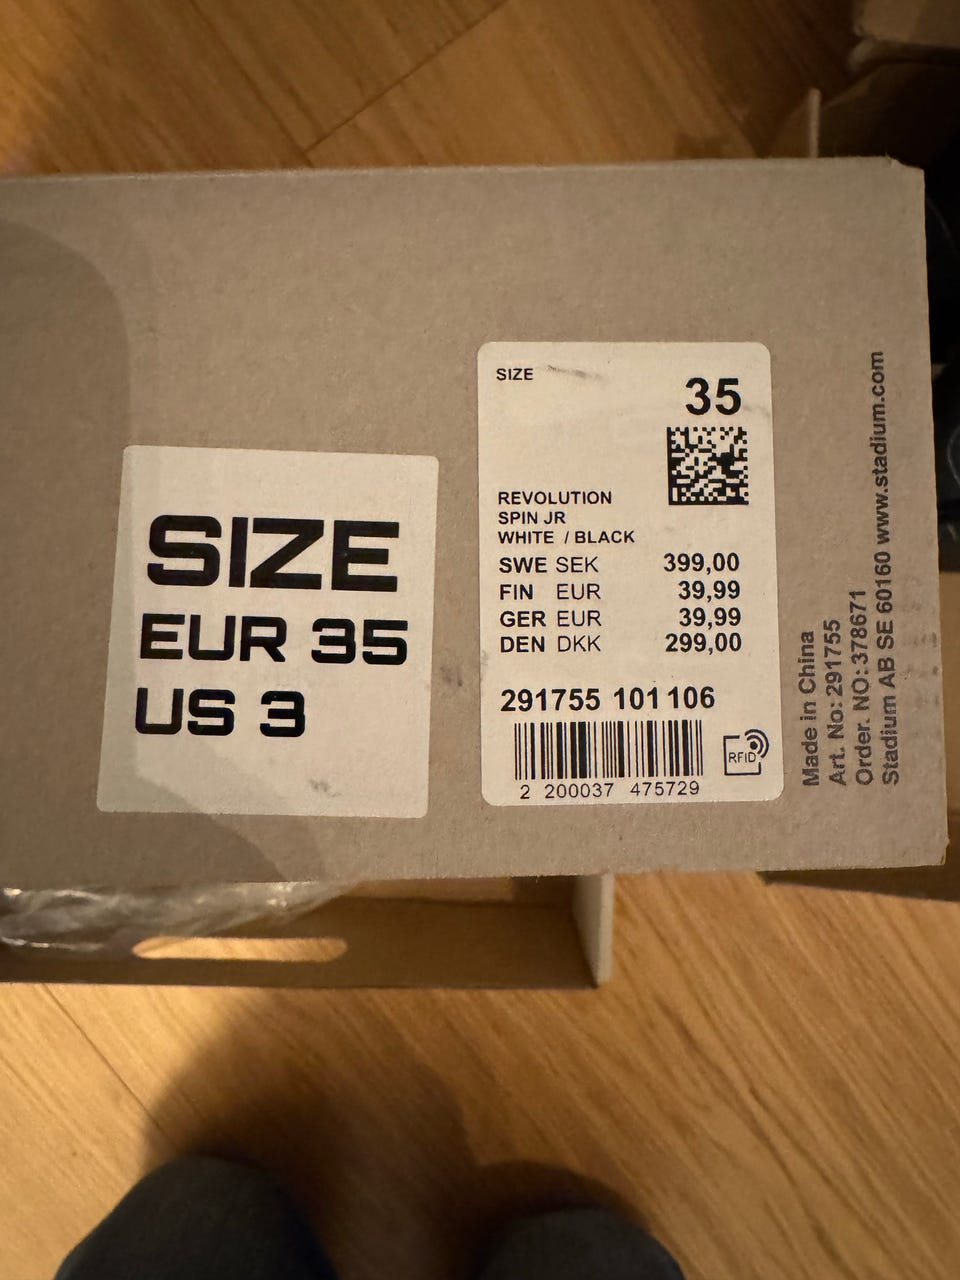 SIZE
EUR 35
US 3
SIZE
35
REVOLUTION
SPIN JR
WHITE / BLACK
SWE SEK 399,00
FIN EUR 39,99
GER EUR 39,99
DEN DKK 299,00
291755 101 106
RFID
2 200037 475729
Made in China
Art. No: 291755
Order. NO: 378671
Stadium AB SE 60160 www.stadium.com